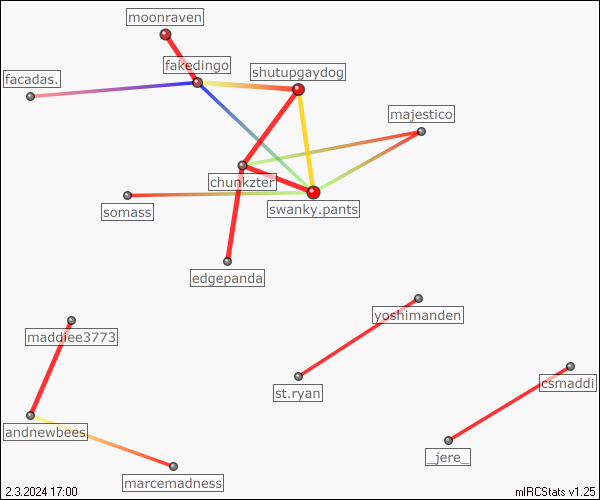 moonraven
fakedingo
shutupgaydog
facadas.
majestico
chunkzter
somass
swanky.pants
edgepanda
yoshimanden
maddiee3773
csmaddi
st.ryan
andnewbees
_jere_
marcemadness
2.3.2024 17:00
mIRCStats v1.25